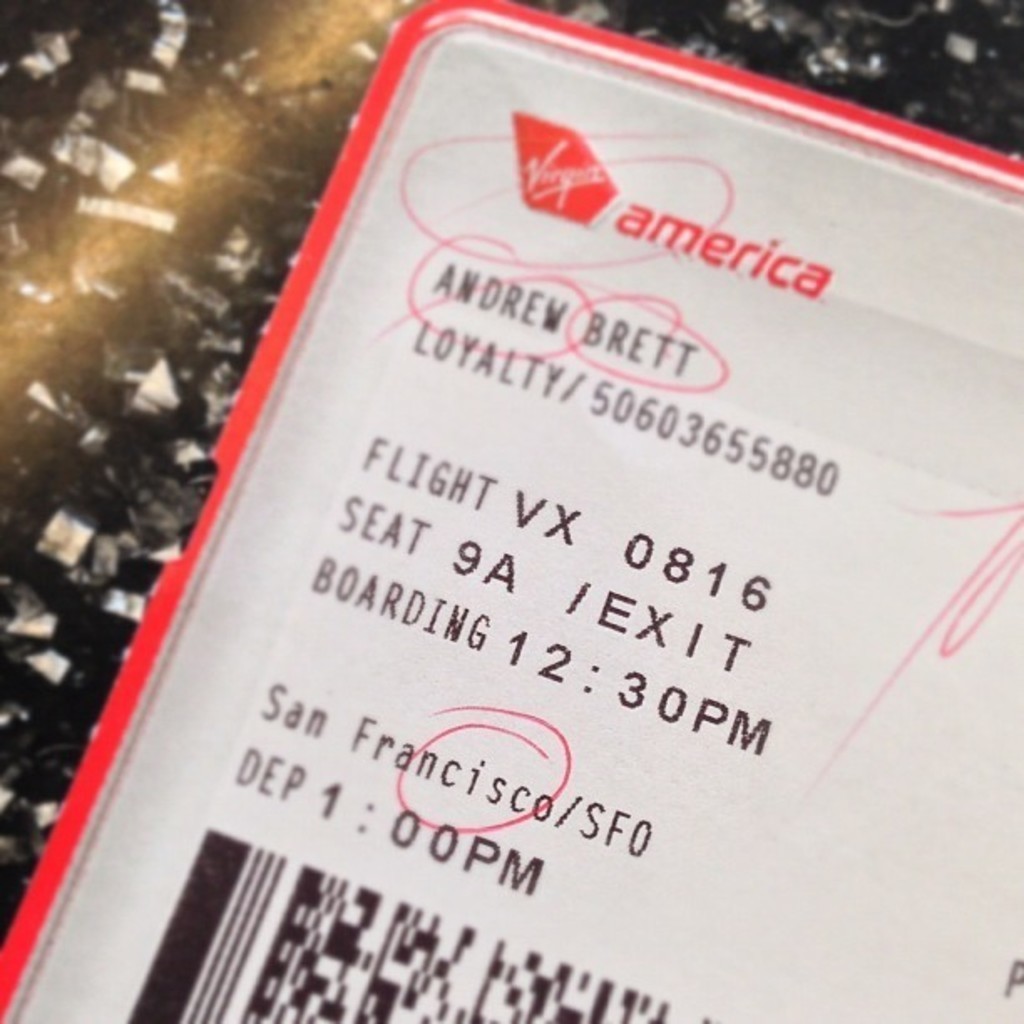 Virgin america
ANDREW BRETT
LOYALTY/50603655880
FLIGHT VX 0816
SEAT 9A /EXIT
BOARDING 12:30PM
San Francisco/SFO
DEP 1:00PM
P